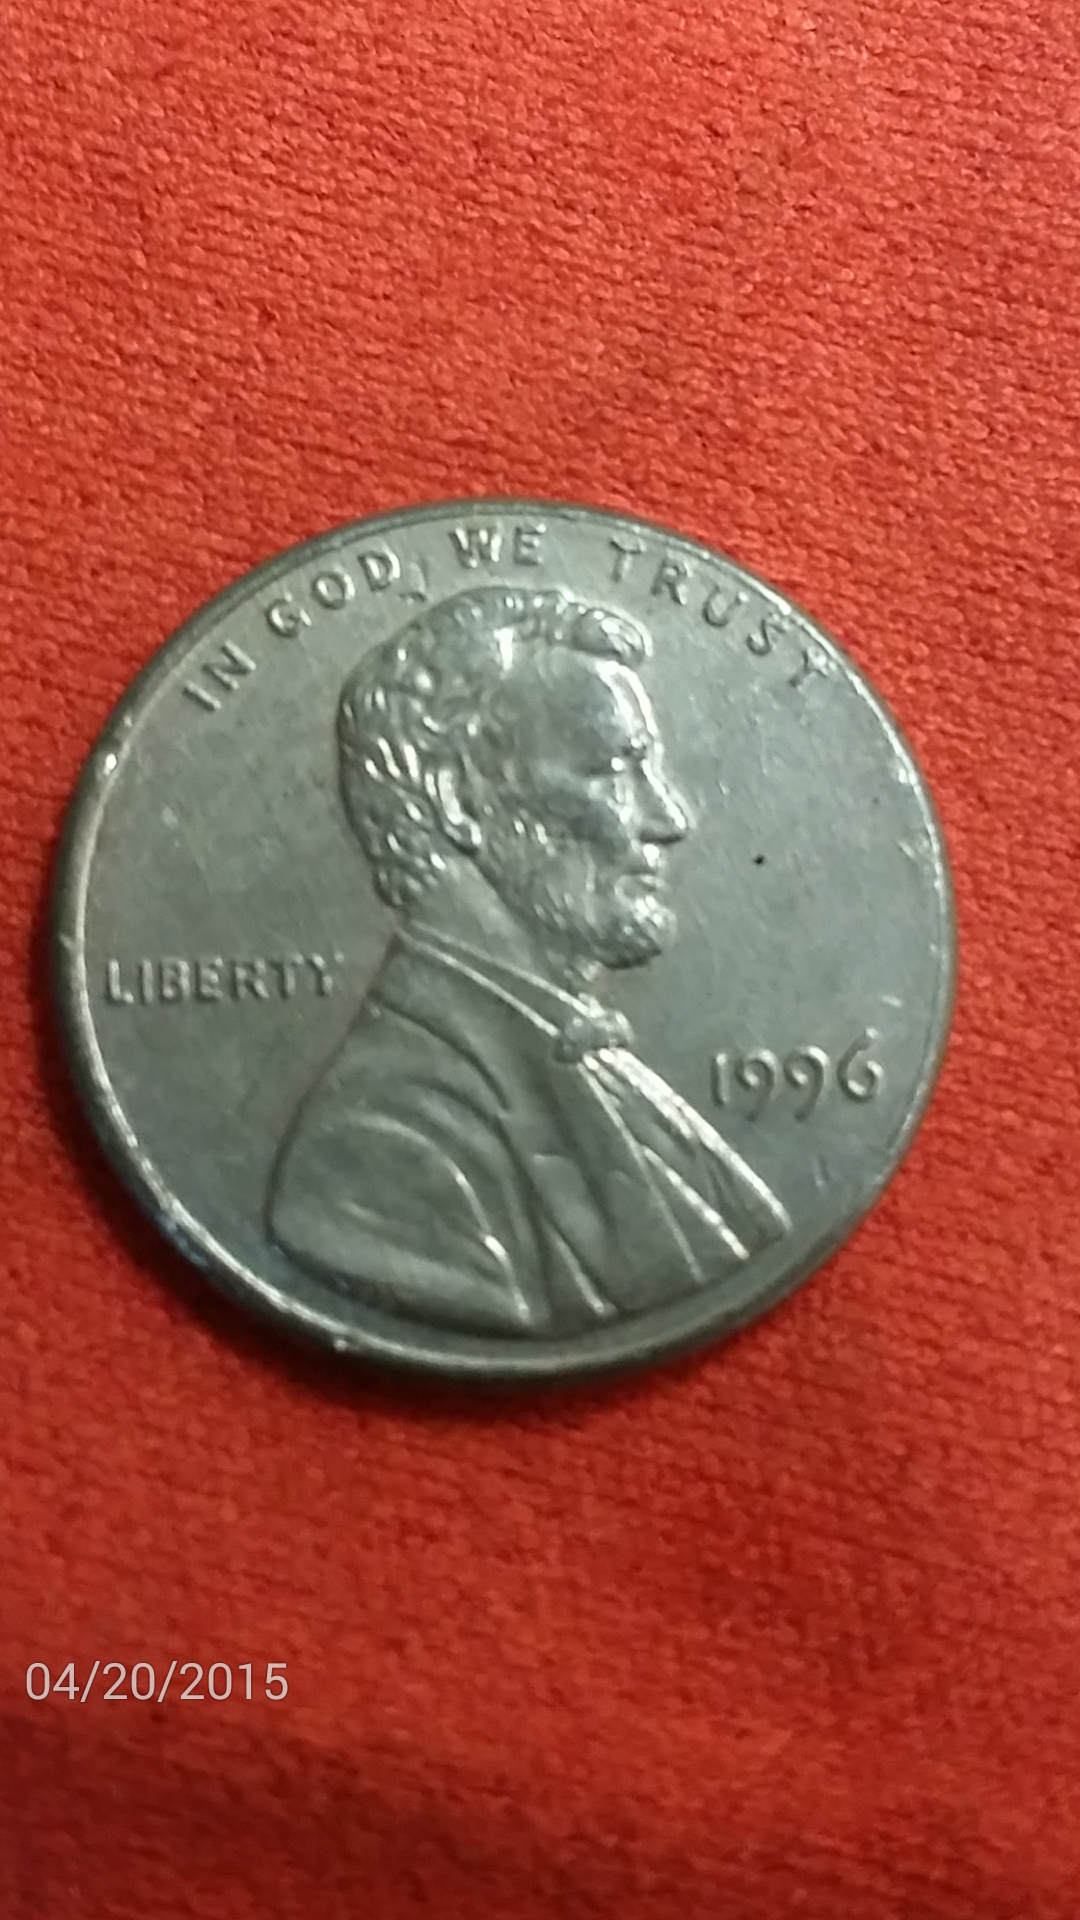 IN GOD WE TRUST
LIBERTY
1996
04/20/2015